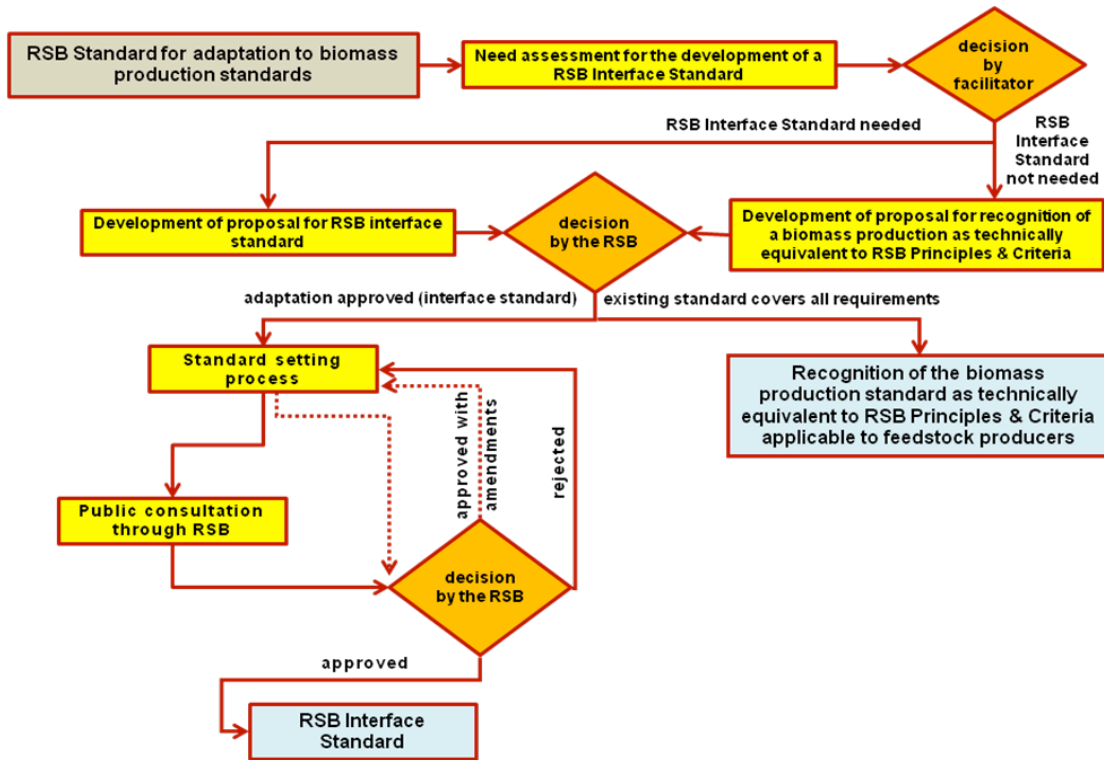 RSB Standard for adaptation to biomass
production standards
Need assessment for the development of a
RSB Interface Standard
decision
by
facilitator
RSB Interface Standard needed
RSB
Interface
Standard
not needed
Development of proposal for RSB interface
standard
decision
by the RSB
Development of proposal for recognition of
a biomass production as technically
equivalent to RSB Principles & Criteria
adaptation approved (interface standard)
existing standard covers all requirements
Standard setting
process
Recognition of the biomass
production standard as technically
equivalent to RSB Principles & Criteria
applicable to feedstock producers
approved with
amendments
rejected
Public consultation
through RSB
decision
by the RSB
approved
RSB Interface
Standard